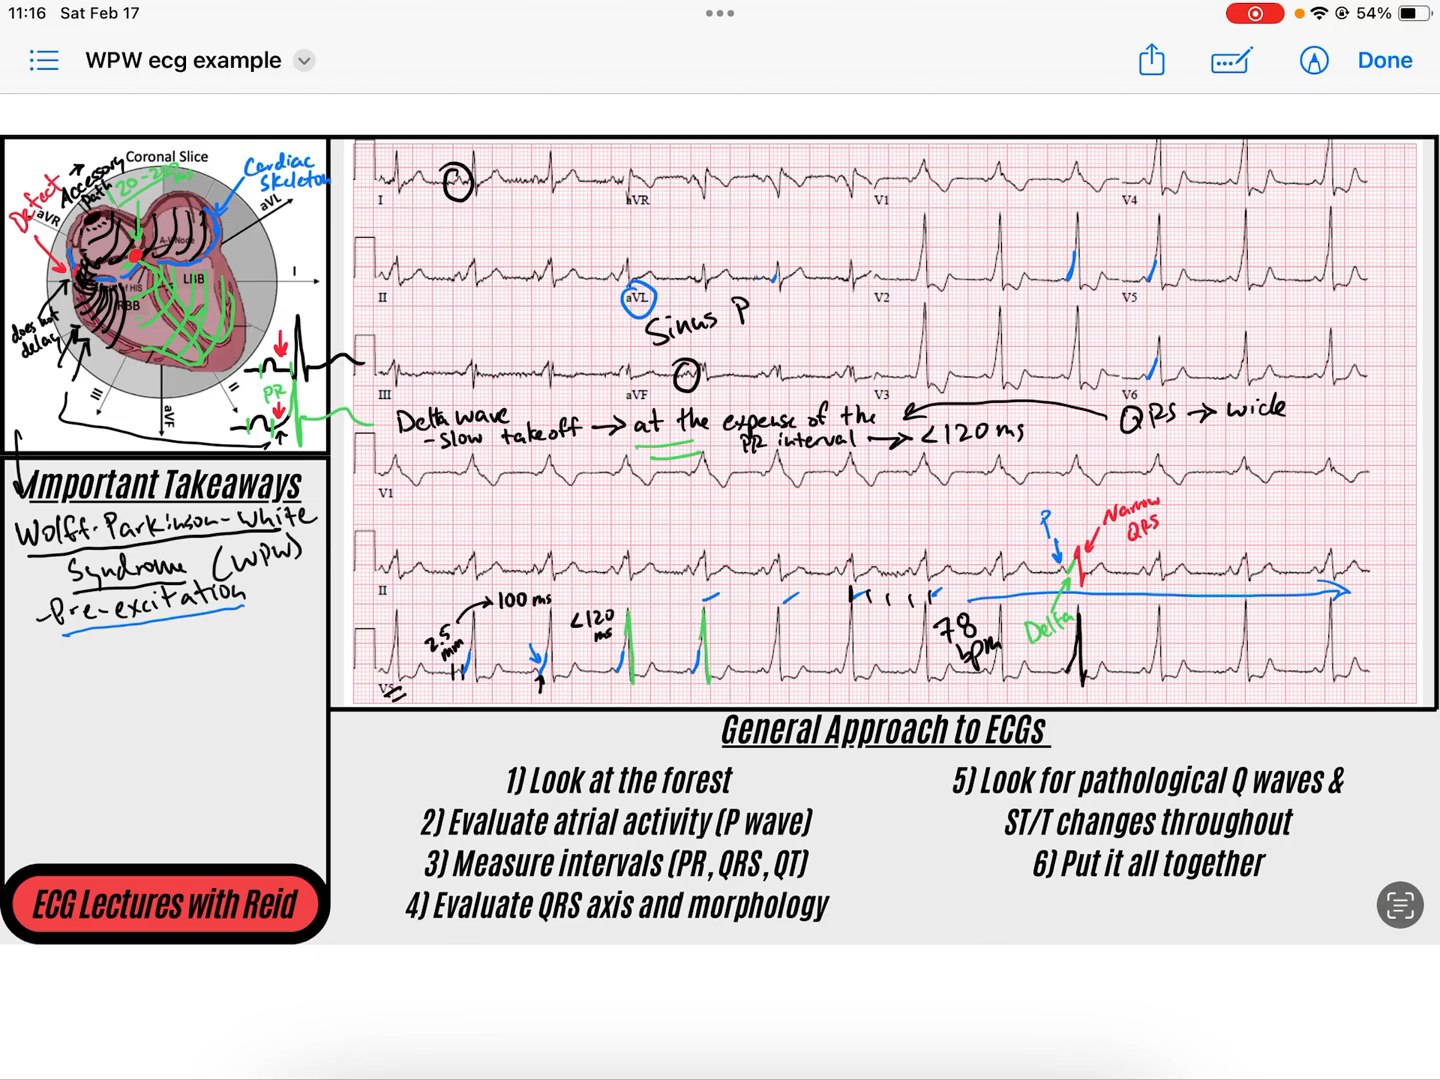 11:16 Sat Feb 17
54%
WPW ecg example
Done
Coronal Slice
Cardiac
Skeleton
Accessory
Path
Defect
aVR
aVL
A-V Node
I
LBB
RBB
does not
delay
III
aVF
II
PR
Important Takeaways
Wolff-Parkinson-White
Syndrome (WPW)
-Pre-excitation
ECG Lectures with Reid
I
aVR
V1
V4
II
aVL
V2
V5
Sinus P
III
aVF
V3
V6
Delta wave
-slow takeoff → at the expense of the
PR interval → <120 ms
QRS → wide
V1
P
Narrow
QRS
II
100 ms
2.5
mm
<120
ms
78
bpm
Delta
V5
General Approach to ECGs
1) Look at the forest
2) Evaluate atrial activity (P wave)
3) Measure intervals (PR, QRS, QT)
4) Evaluate QRS axis and morphology
5) Look for pathological Q waves &
ST/T changes throughout
6) Put it all together